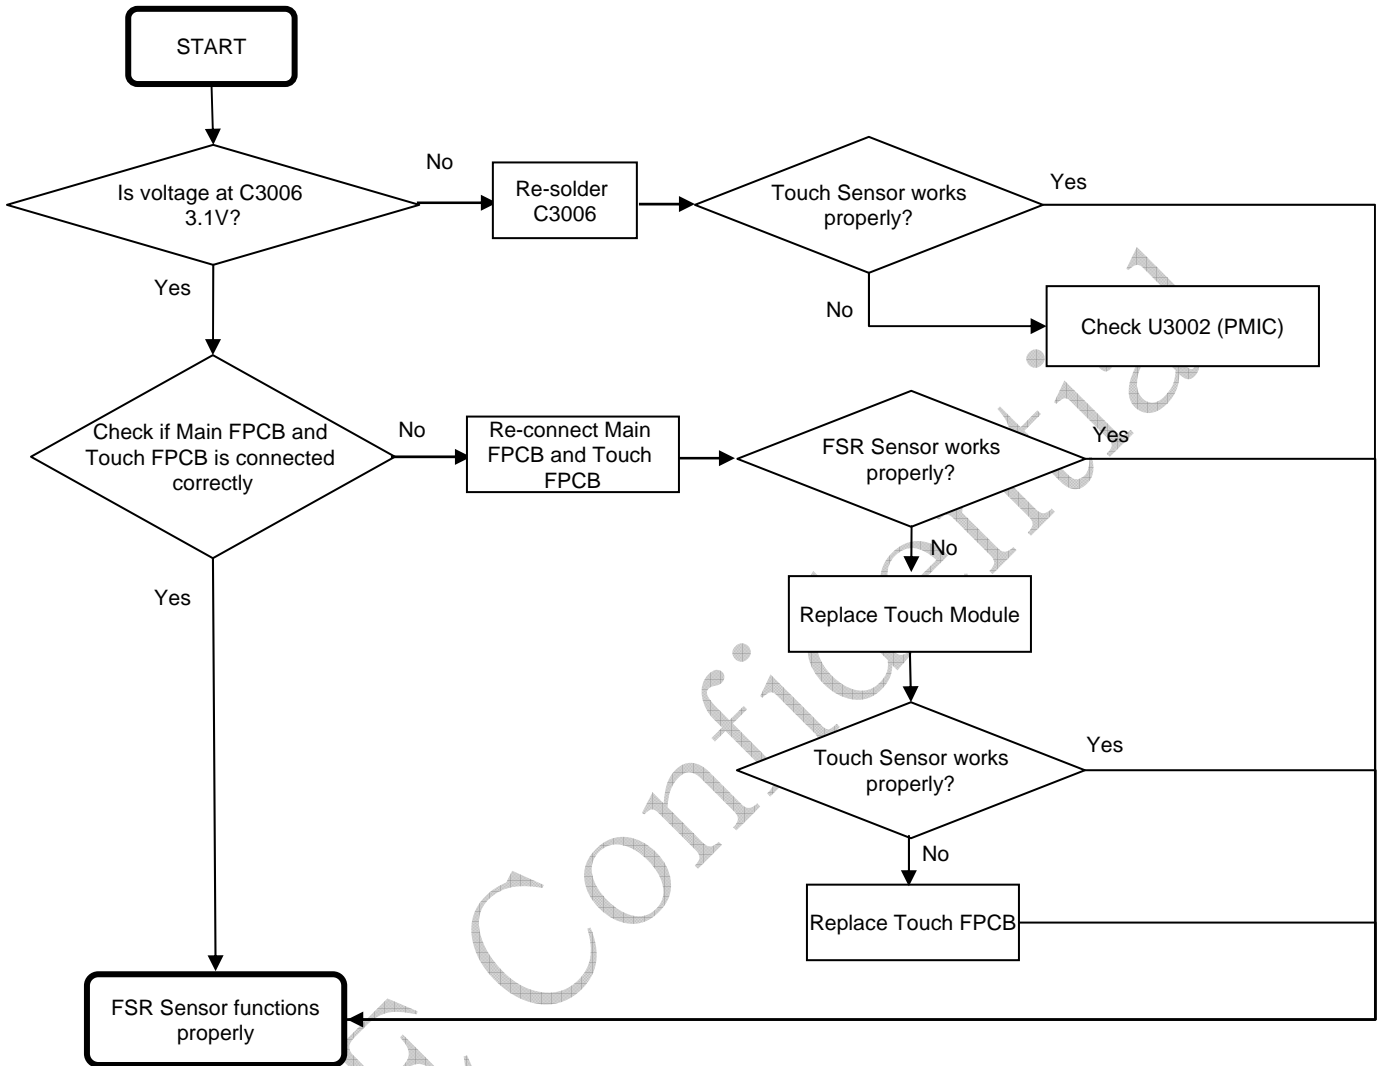 START
Is voltage at C3006
3.1V?
No
Re-solder
C3006
Touch Sensor works
properly?
Yes
Yes
No
Check U3002 (PMIC)
Check if Main FPCB and
Touch FPCB is connected
correctly
No
Re-connect Main
FPCB and Touch
FPCB
FSR Sensor works
properly?
Yes
No
Yes
Replace Touch Module
Touch Sensor works
properly?
Yes
No
Replace Touch FPCB
FSR Sensor functions
properly
Confidential